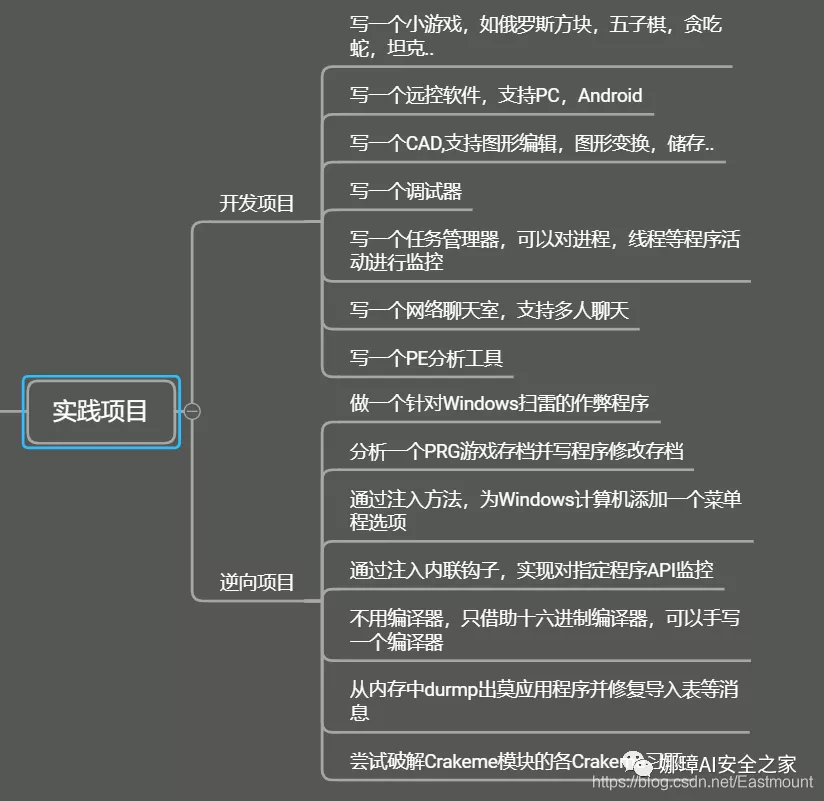 写一个小游戏，如俄罗斯方块，五子棋，贪吃
蛇，坦克..
写一个远控软件，支持PC，Android
写一个CAD,支持图形编辑，图形变换，储存..
写一个调试器
开发项目
写一个任务管理器，可以对进程，线程等程序活
动进行监控
写一个网络聊天室，支持多人聊天
写一个PE分析工具
实践项目
做一个针对Windows扫雷的作弊程序
分析一个PRG游戏存档并写程序修改存档
通过注入方法，为Windows计算机添加一个菜单
程选项
逆向项目
通过注入内联钩子，实现对指定程序API监控
不用编译器，只借助十六进制编译器，可以手写
一个编译器
从内存中durmp出莫应用程序并修复导入表等消
息
尝试破解Crakeme模块的各Crakeme习题
娜璋AI安全之家
https://blog.csdn.net/Eastmount